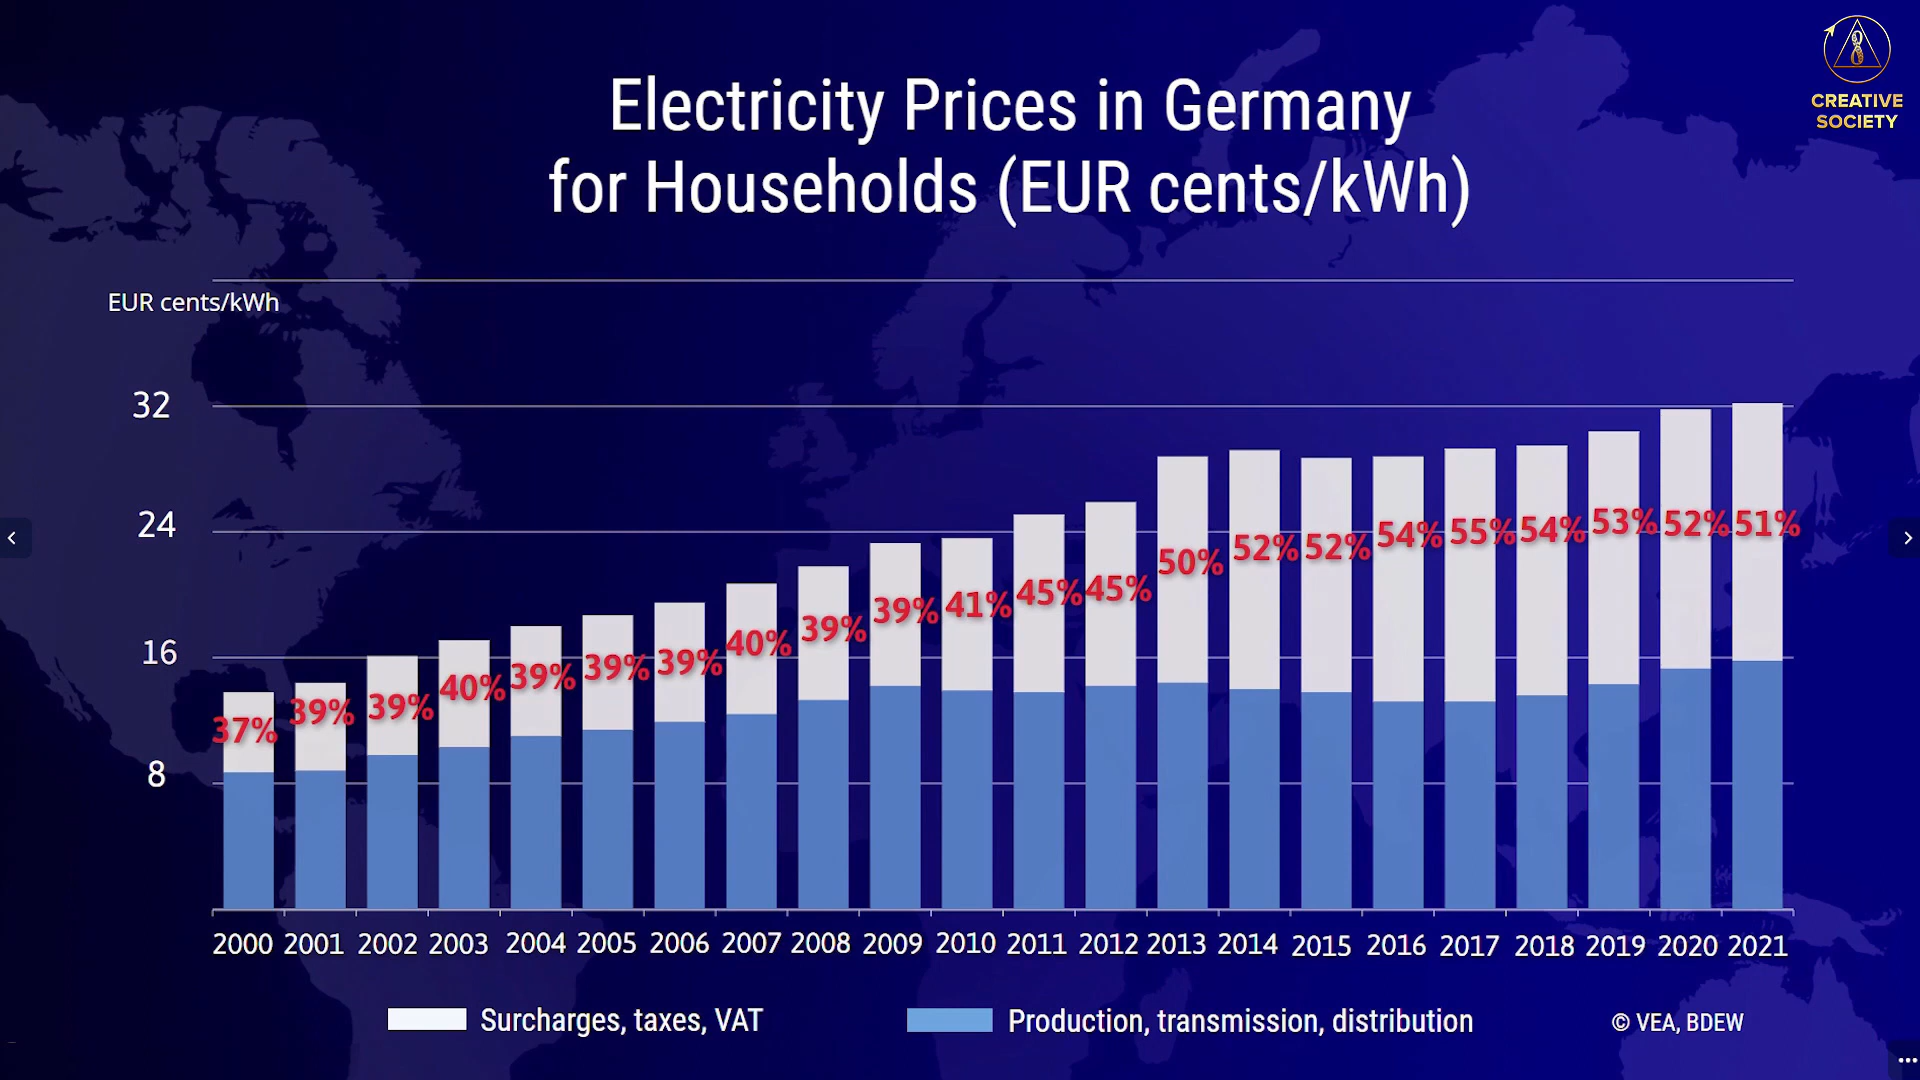 CREATIVE
SOCIETY
Electricity Prices in Germany
for Households (EUR cents/kWh)
EUR cents/kWh
32
24
16
8
37% 39% 39% 40% 39% 39% 39% 40% 39% 39% 41% 45% 45% 50% 52% 52% 54% 55% 54% 53% 52% 51%
2000 2001 2002 2003 2004 2005 2006 2007 2008 2009 2010 2011 2012 2013 2014 2015 2016 2017 2018 2019 2020 2021
Surcharges, taxes, VAT Production, transmission, distribution © VEA, BDEW